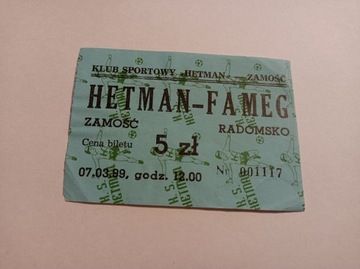 KLUB SPORTOWY «HETMAN» — ZAMOŚĆ
HETMAN–FAMEG
ZAMOŚĆ RADOMSKO
Cena biletu 5 zł
07.03.99, godz. 12.00 Nº 001117